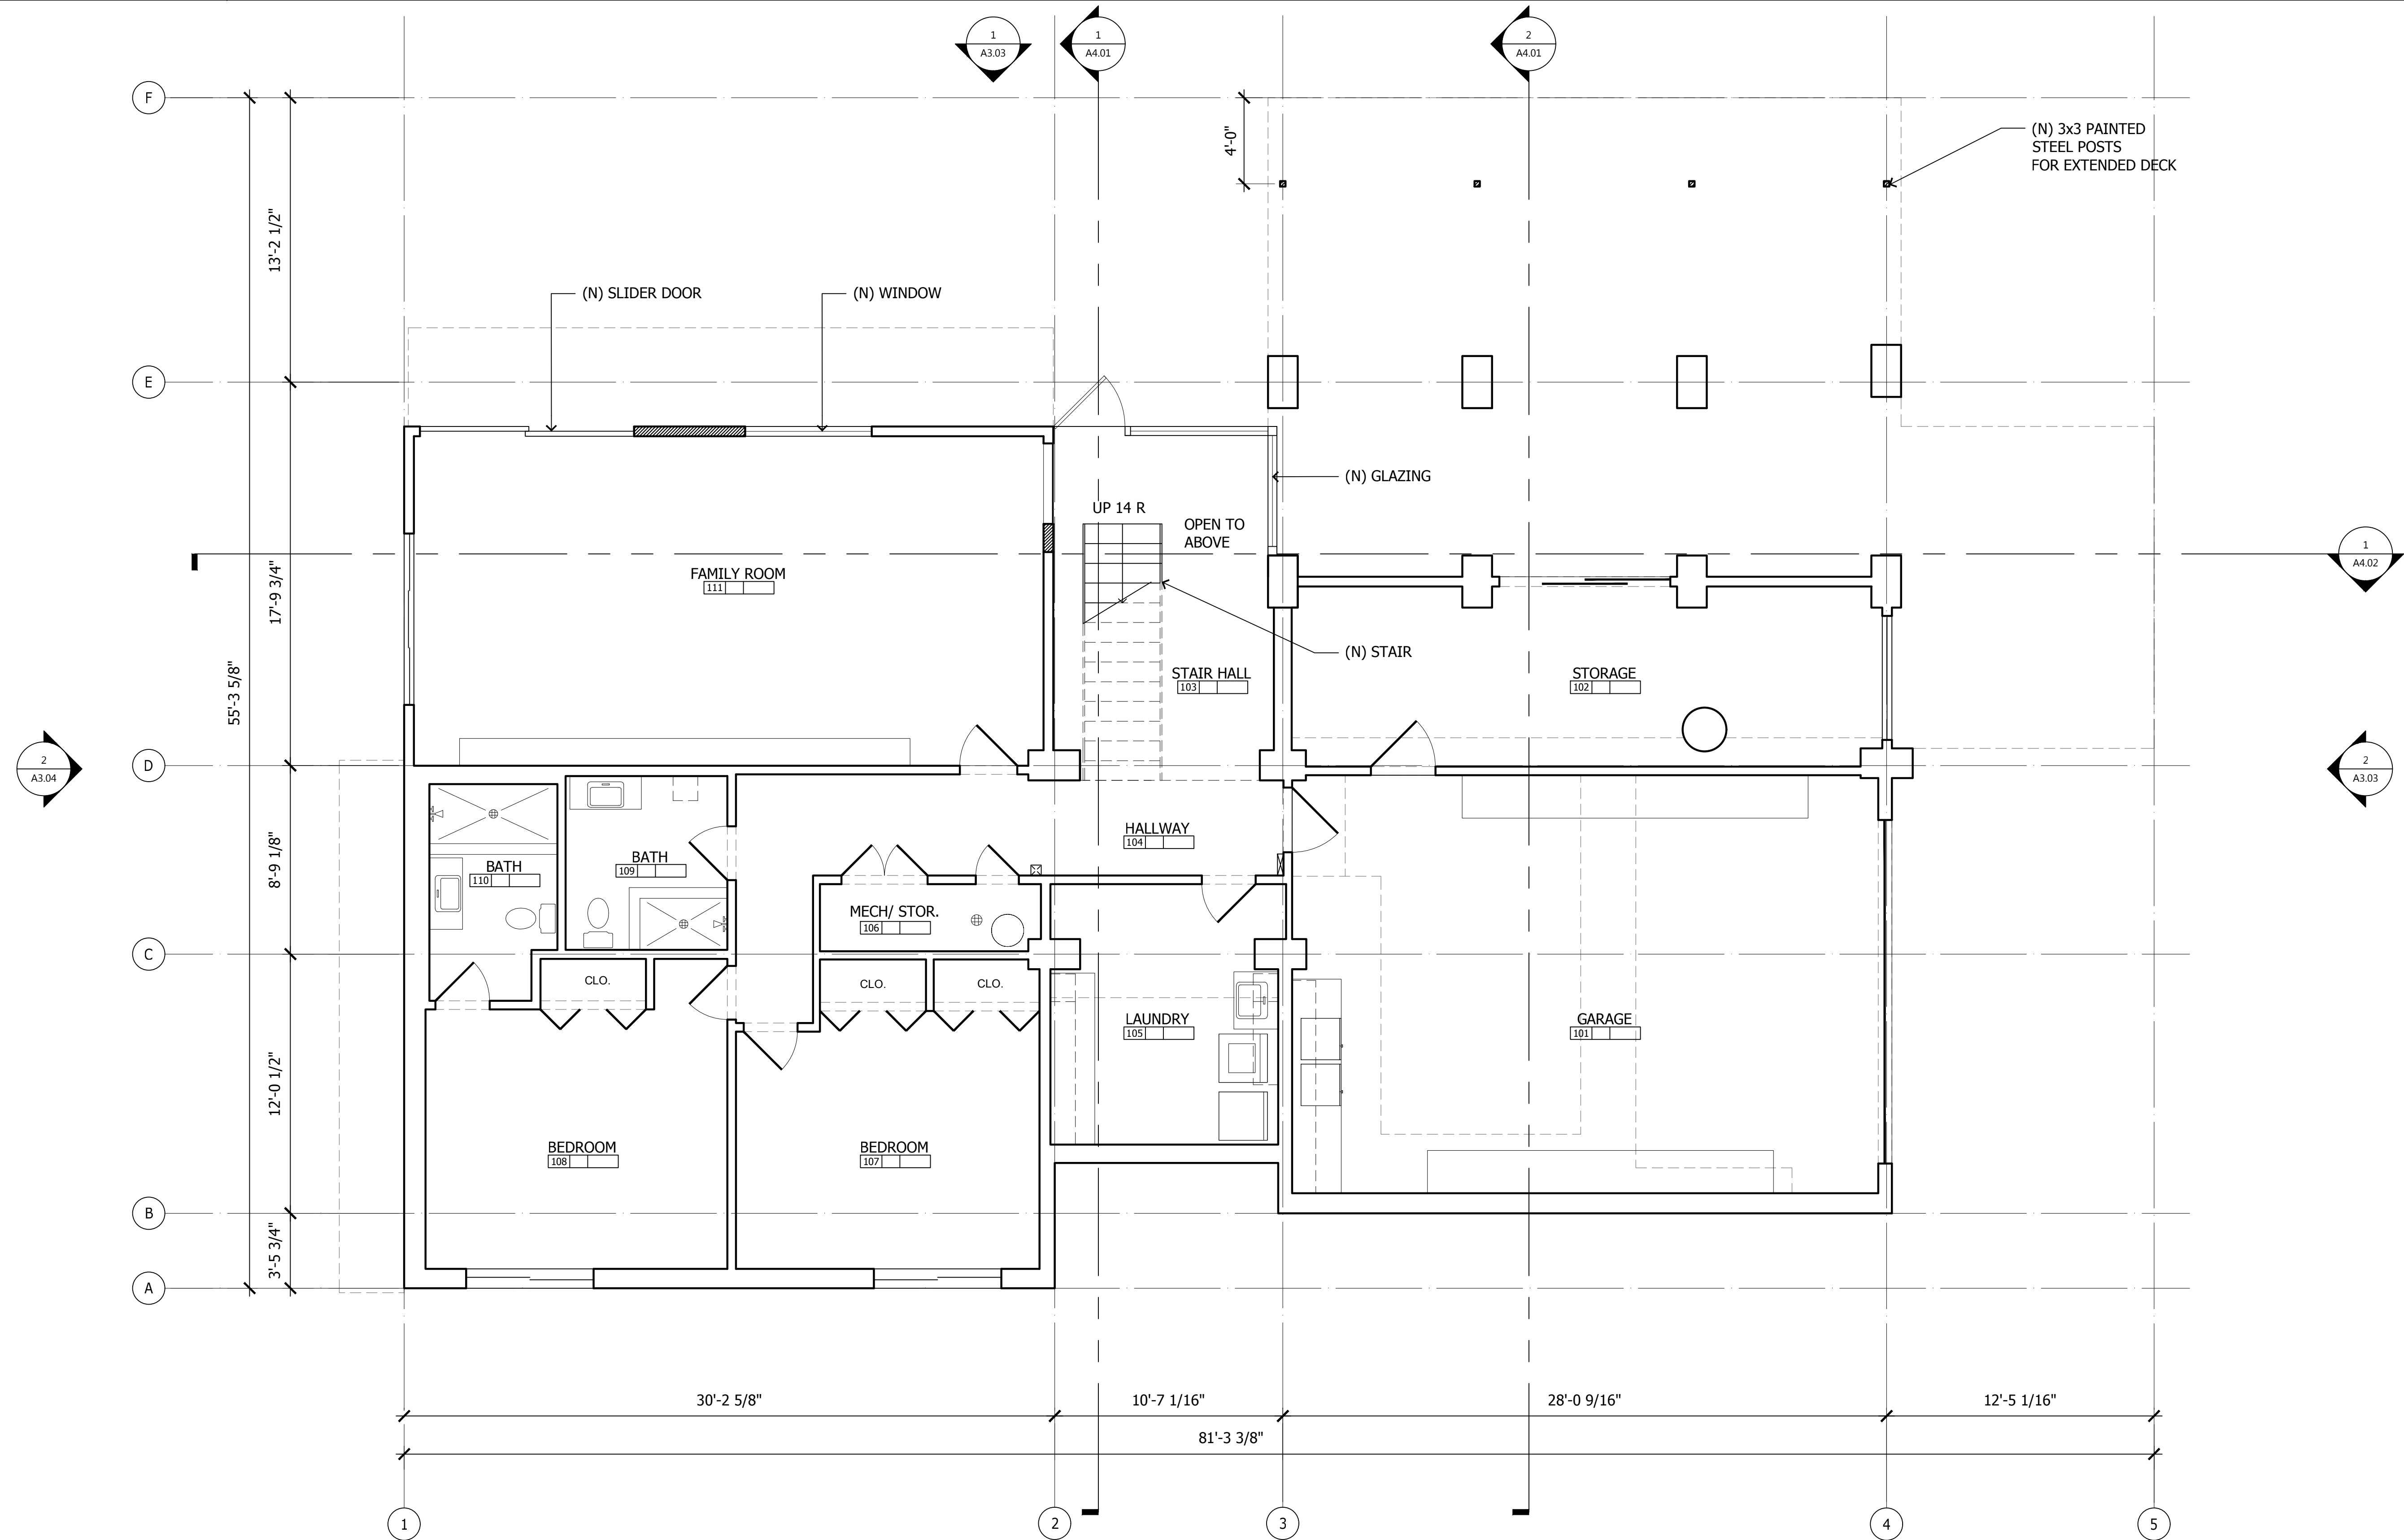 1
A3.03
1
A4.01
2
A4.01
F
4'-0"
(N) 3x3 PAINTED
STEEL POSTS
FOR EXTENDED DECK
13'-2 1/2"
(N) SLIDER DOOR
(N) WINDOW
E
(N) GLAZING
UP 14 R
OPEN TO
ABOVE
1
A4.02
FAMILY ROOM
111
17'-9 3/4"
(N) STAIR
55'-3 5/8"
STAIR HALL
103
STORAGE
102
2
A3.04
D
2
A3.03
HALLWAY
104
8'-9 1/8"
BATH
109
BATH
110
MECH/ STOR.
106
C
CLO.
CLO.
CLO.
LAUNDRY
105
GARAGE
101
12'-0 1/2"
BEDROOM
108
BEDROOM
107
B
3'-5 3/4"
A
30'-2 5/8"
10'-7 1/16"
28'-0 9/16"
12'-5 1/16"
81'-3 3/8"
1
2
3
4
5